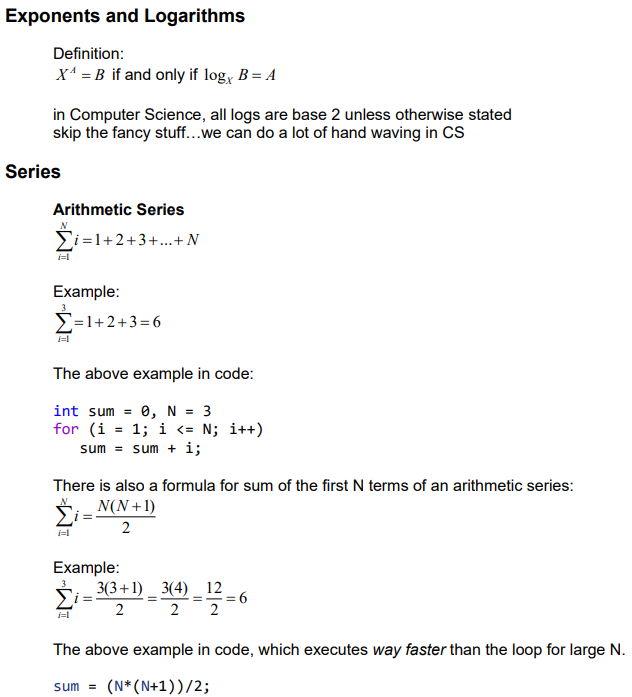 Exponents and Logarithms
Definition:
X^A = B if and only if log_X B = A
in Computer Science, all logs are base 2 unless otherwise stated
skip the fancy stuff…we can do a lot of hand waving in CS
Series
Arithmetic Series
\sum_{i=1}^{N} i = 1+2+3+...+N
Example:
\sum_{i=1}^{3} = 1+2+3 = 6
The above example in code:
int sum = 0, N = 3
for (i = 1; i <= N; i++)
sum = sum + i;
There is also a formula for sum of the first N terms of an arithmetic series:
\sum_{i=1}^{N} i = \frac{N(N+1)}{2}
Example:
\sum_{i=1}^{3} i = \frac{3(3+1)}{2} = \frac{3(4)}{2} = \frac{12}{2} = 6
The above example in code, which executes way faster than the loop for large N.
sum = (N*(N+1))/2;